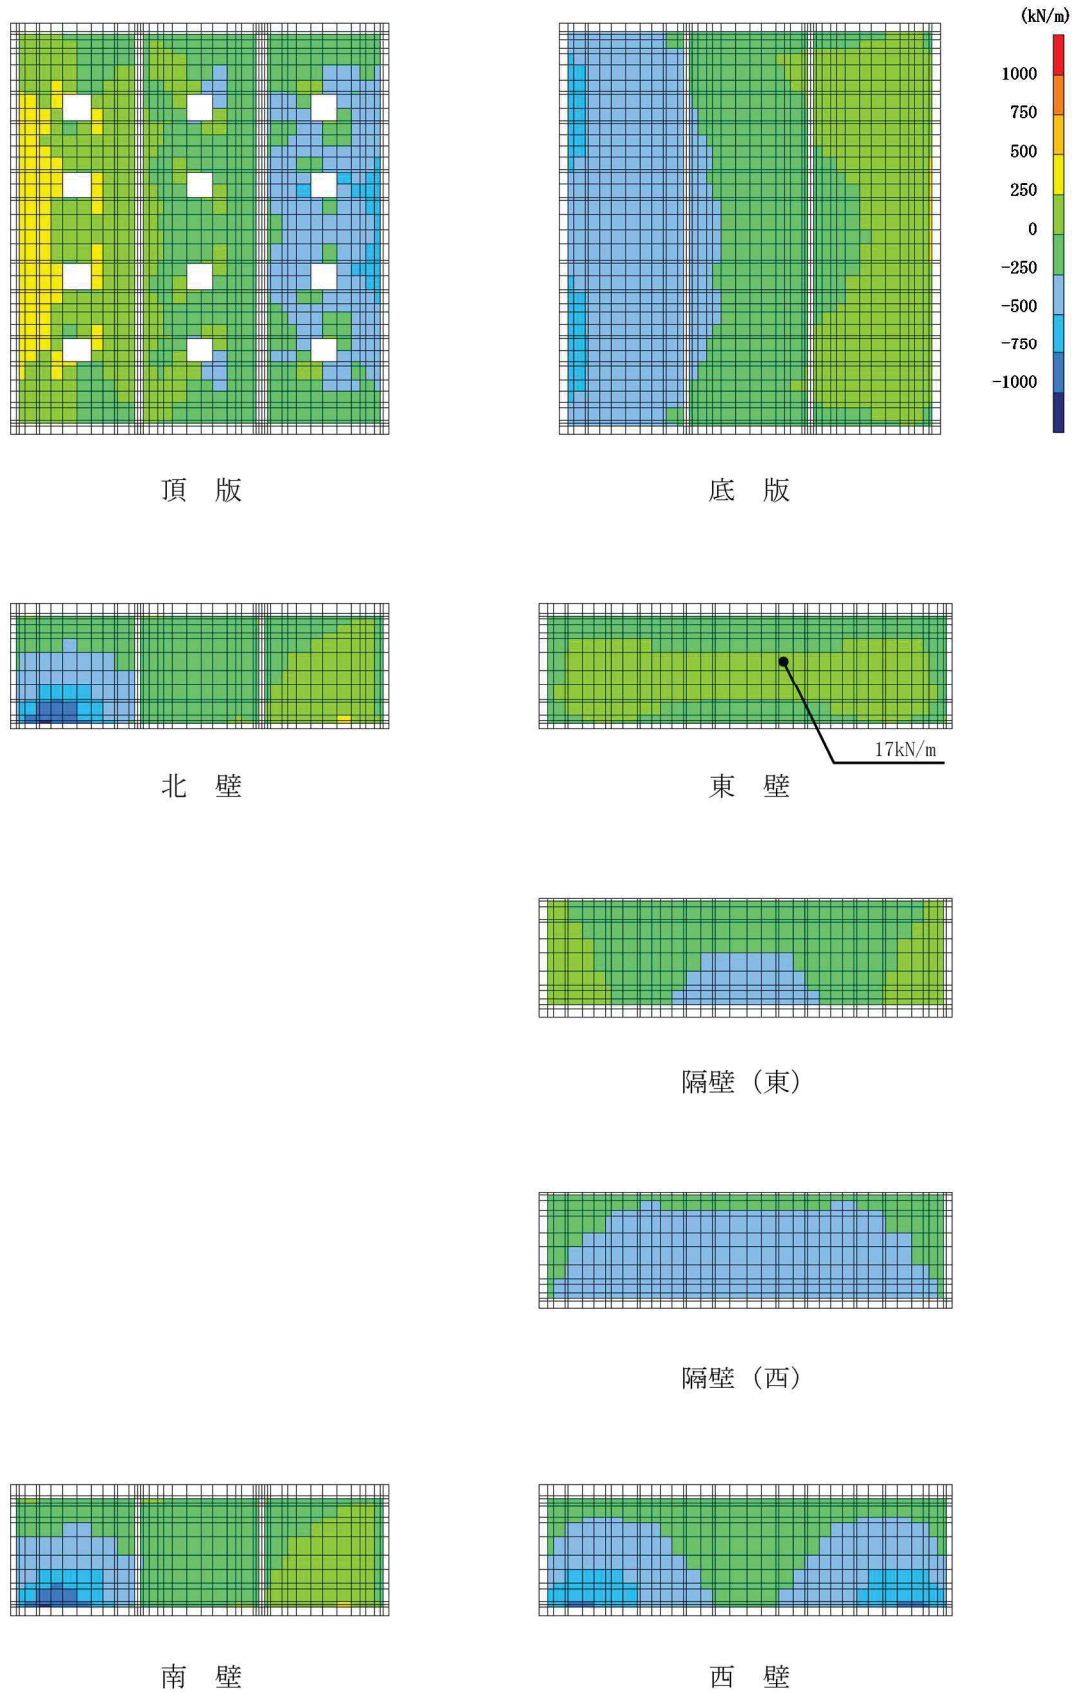 (kN/m)
1000
750
500
250
0
-250
-500
-750
-1000
頂 版
底 版
北 壁
17kN/m
東 壁
隔壁（東）
隔壁（西）
南 壁
西 壁